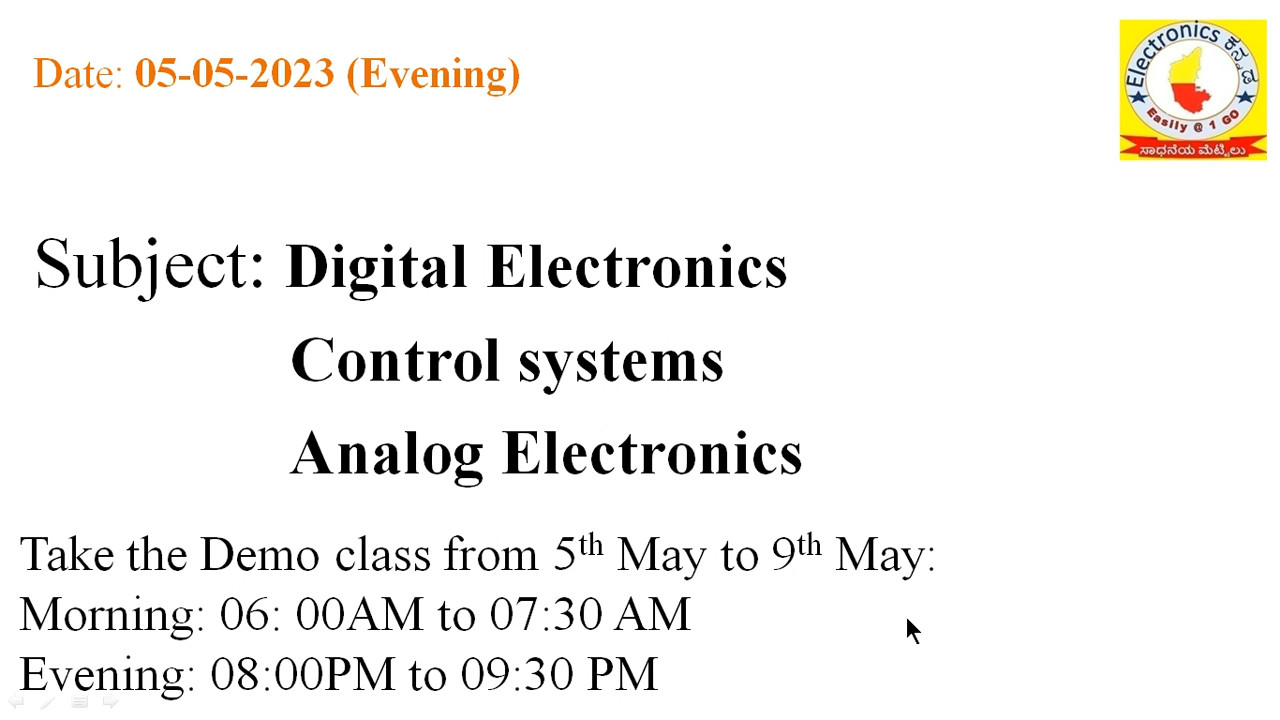 Date: 05-05-2023 (Evening)
Electronics ಕನ್ನಡ
Easily @ 1 GO
ಸಾಧನೆಯ ಮೆಟ್ಟಿಲು
Subject: Digital Electronics
Control systems
Analog Electronics
Take the Demo class from 5th May to 9th May:
Morning: 06: 00AM to 07:30 AM
Evening: 08:00PM to 09:30 PM